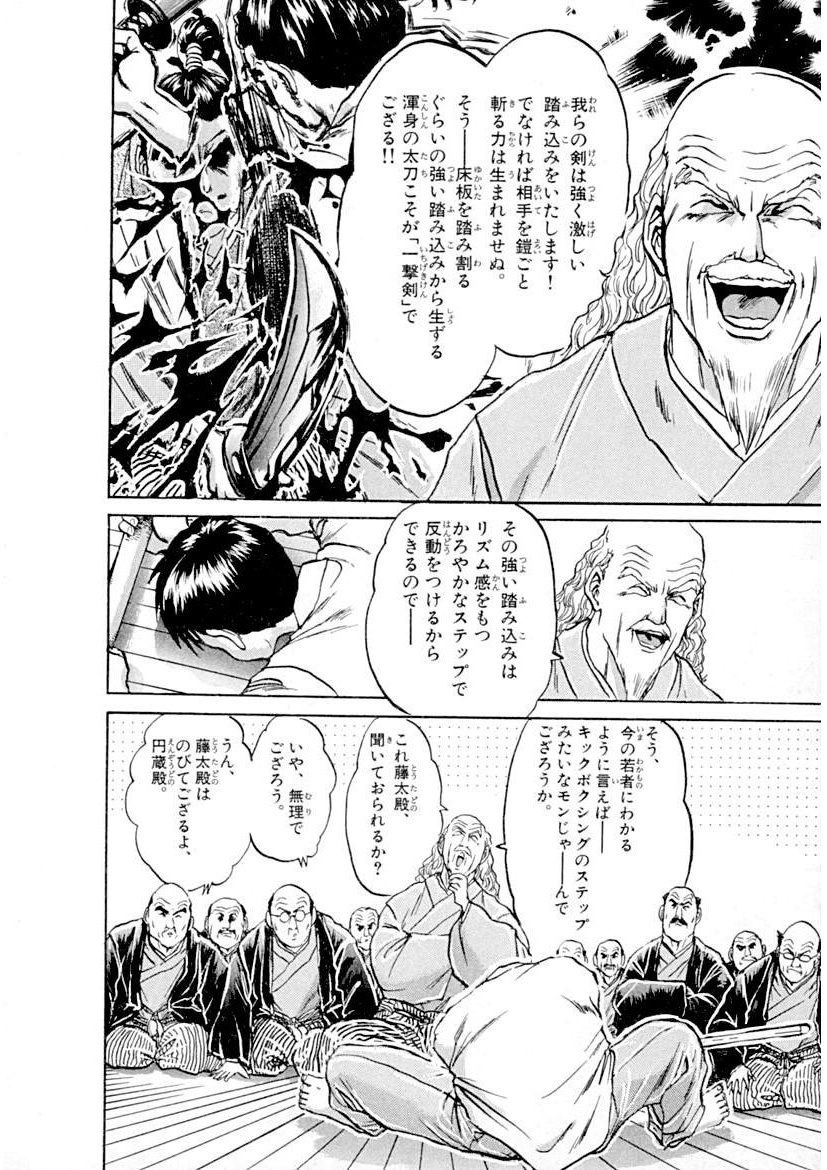 我らの剣は強く激しい
踏み込みをいたします!
でなければ相手を鎧ごと
斬る力は生まれませぬ。
そう――床板を踏み割る
ぐらいの強い踏み込みから生ずる
渾身の太刀こそが「一撃剣」で
ござる!!
その強い踏み込みは
リズム感をもつ
かろやかなステップで
反動をつけるから
できるので――
そう、
今の若者にわかる
ように言えば――
キックボクシングのステップ
みたいなモンじゃ――んで
ござろうか。
これ藤太殿、
聞いておられるか?
いや、無理で
ござろう。
うん、
藤太殿は
のびてござるよ、
円蔵殿。